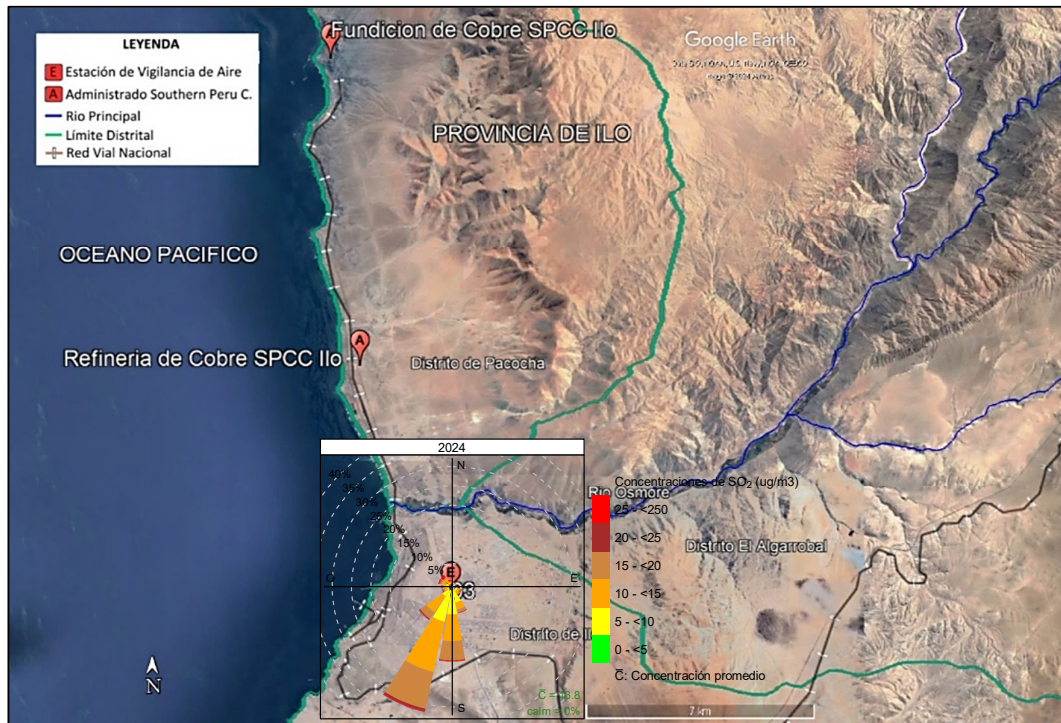 Fundicion de Cobre SPCC Ilo
LEYENDA
E Estación de Vigilancia de Aire
A Administrado Southern Peru C.
Rio Principal
Límite Distrital
Red Vial Nacional
Google Earth
PROVINCIA DE ILO
OCEANO PACIFICO
A
Refineria de Cobre SPCC Ilo
Distrito de Pacocha
2024
N
40%
35%
30%
25%
20%
15%
10%
5%
E
O
E
S
calm = 0%
Rio Osmore
Distrito El Algarrobal
Distrito de
Concentraciones de SO₂ (ug/m3)
25 - <250
20 - <25
15 - <20
10 - <15
5 - <10
0 - <5
C̄: Concentración promedio
N
7 km